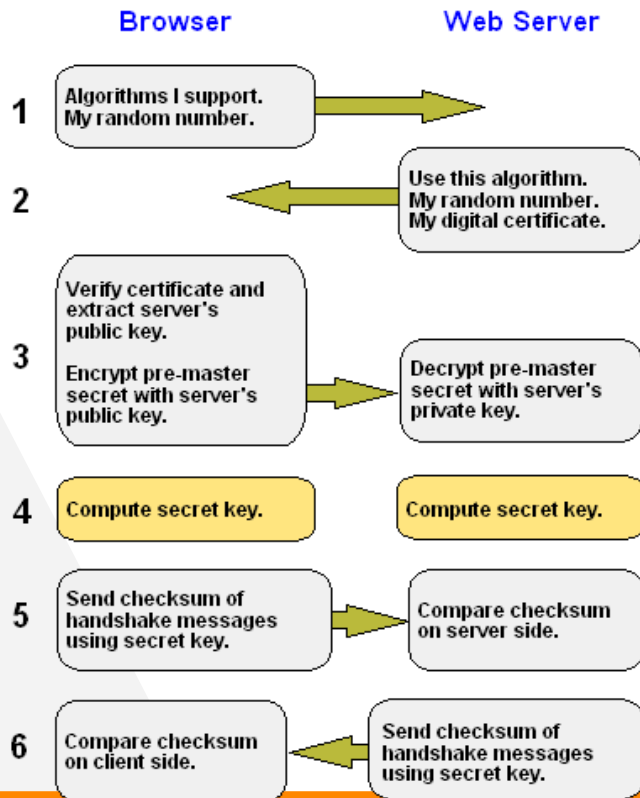 Browser
Web Server
1
Algorithms I support.
My random number.
2
Use this algorithm.
My random number.
My digital certificate.
3
Verify certificate and
extract server's
public key.
Encrypt pre-master
secret with server's
public key.
Decrypt pre-master
secret with server's
private key.
4
Compute secret key.
Compute secret key.
5
Send checksum of
handshake messages
using secret key.
Compare checksum
on server side.
6
Compare checksum
on client side.
Send checksum of
handshake messages
using secret key.